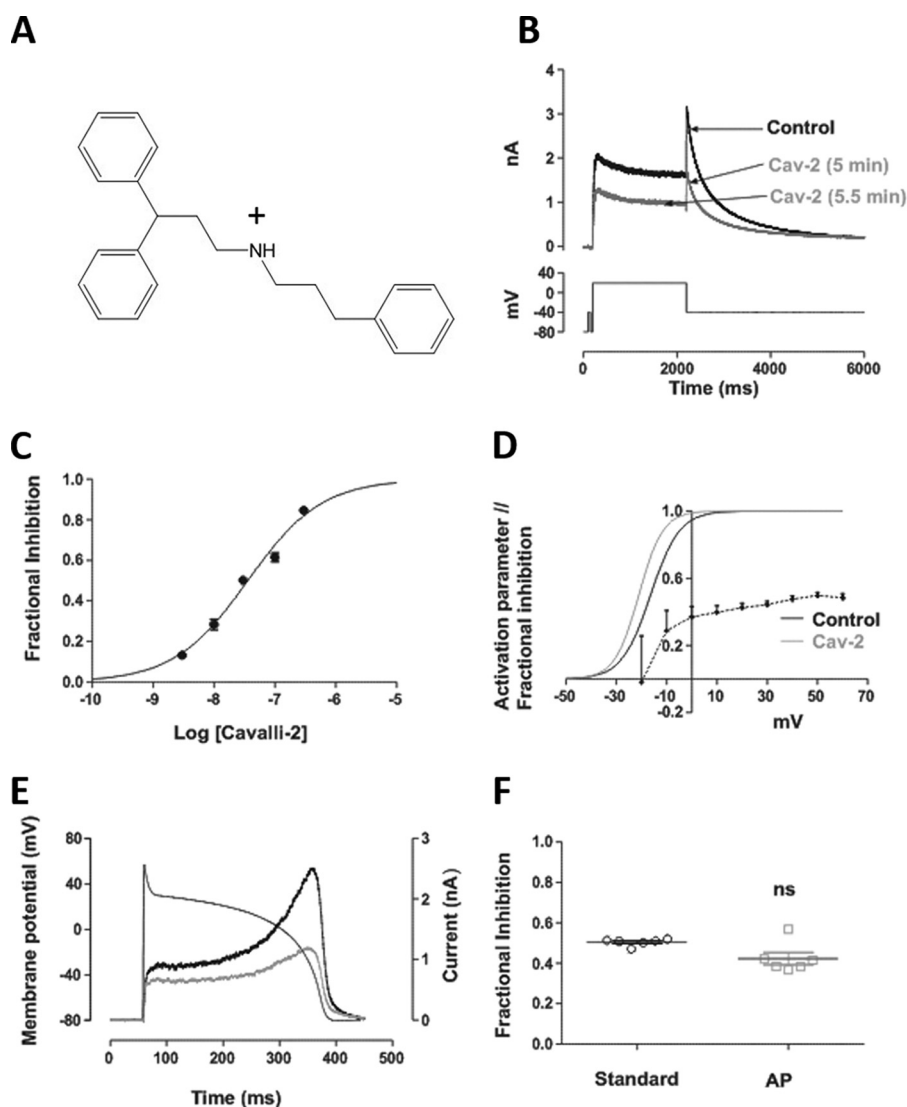 A
+
NH
B
4
3
2
1
0
nA
Control
Cav-2 (5 min)
Cav-2 (5.5 min)
40
0
-40
-80
mV
0 2000 4000 6000
Time (ms)
C
1.0
0.8
0.6
0.4
0.2
0.0
Fractional Inhibition
-10 -9 -8 -7 -6 -5
Log [Cavalli-2]
D
Activation parameter //
Fractional inhibition
1.0
0.6
0.2
-0.2
Control
Cav-2
-50 -30 -10 10 30 50 70
mV
E
Membrane potential (mV)
80
40
0
-40
-80
3
2
1
0
Current (nA)
0 100 200 300 400 500
Time (ms)
F
Fractional Inhibition
1.0
0.8
0.6
0.4
0.2
0.0
ns
Standard AP